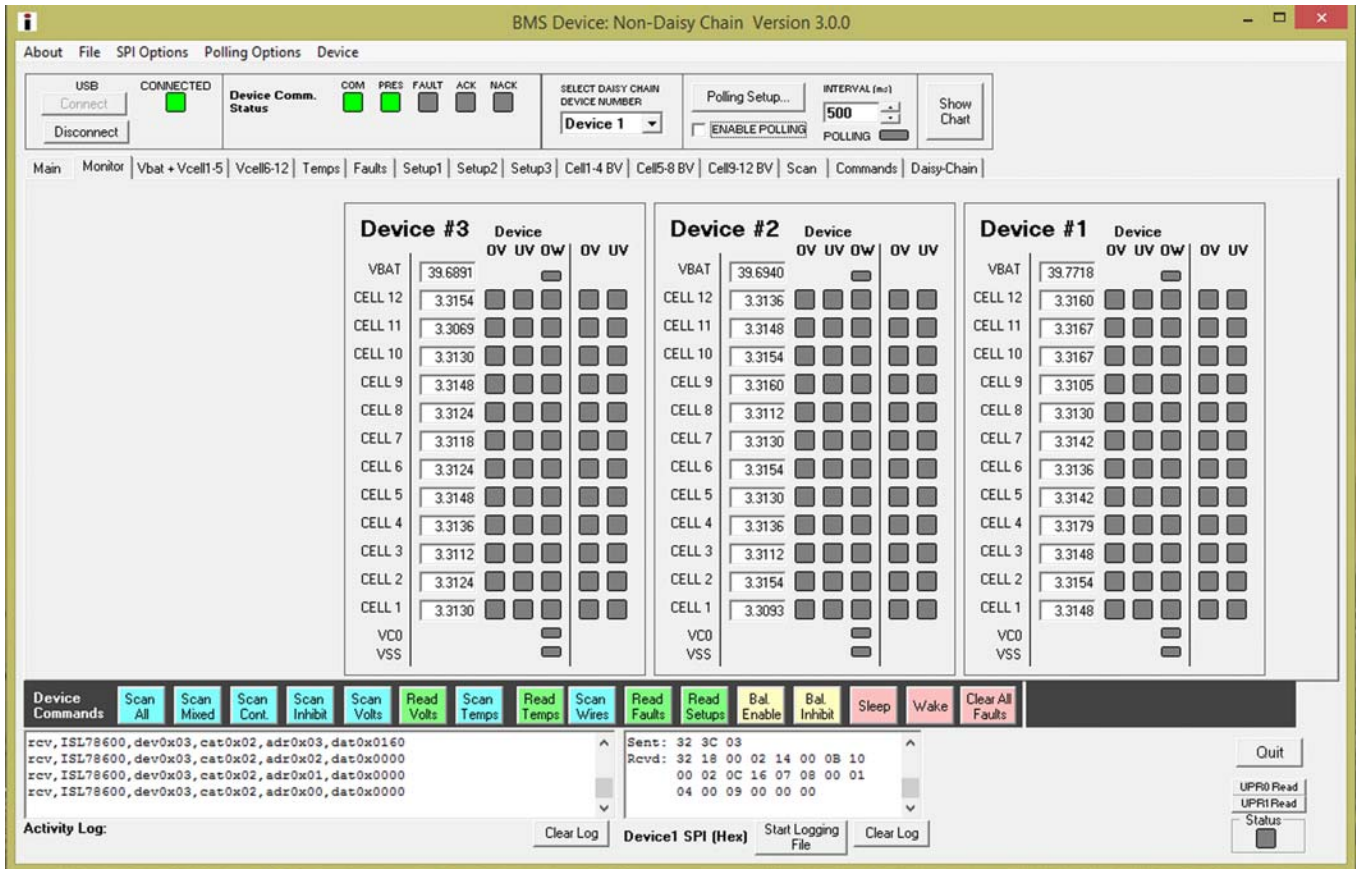 BMS Device: Non-Daisy Chain Version 3.0.0
About File SPI Options Polling Options Device
USB
Connect
Disconnect
CONNECTED
Device Comm.
Status
COM PRES FAULT ACK NACK
SELECT DAISY CHAIN
DEVICE NUMBER
Device 1
Polling Setup...
ENABLE POLLING
INTERVAL (ms)
500
POLLING
Show
Chart
Main Monitor Vbat + Vcell1-5 Vcell6-12 Temps Faults Setup1 Setup2 Setup3 Cell1-4 BV Cell5-8 BV Cell9-12 BV Scan Commands Daisy-Chain
Device #3 Device
OV UV OW OV UV
VBAT 39.6891
CELL 12 3.3154
CELL 11 3.3069
CELL 10 3.3130
CELL 9 3.3148
CELL 8 3.3124
CELL 7 3.3118
CELL 6 3.3124
CELL 5 3.3148
CELL 4 3.3136
CELL 3 3.3112
CELL 2 3.3124
CELL 1 3.3130
VC0
VSS
Device #2 Device
OV UV OW OV UV
VBAT 39.6940
CELL 12 3.3136
CELL 11 3.3148
CELL 10 3.3154
CELL 9 3.3160
CELL 8 3.3112
CELL 7 3.3130
CELL 6 3.3154
CELL 5 3.3130
CELL 4 3.3136
CELL 3 3.3112
CELL 2 3.3154
CELL 1 3.3093
VC0
VSS
Device #1 Device
OV UV OW OV UV
VBAT 39.7718
CELL 12 3.3160
CELL 11 3.3167
CELL 10 3.3167
CELL 9 3.3105
CELL 8 3.3130
CELL 7 3.3142
CELL 6 3.3136
CELL 5 3.3142
CELL 4 3.3179
CELL 3 3.3148
CELL 2 3.3154
CELL 1 3.3148
VC0
VSS
Device
Commands
Scan
All
Scan
Mixed
Scan
Cont.
Scan
Inhibit
Scan
Volts
Read
Volts
Scan
Temps
Read
Temps
Scan
Wires
Read
Faults
Read
Setups
Bal.
Enable
Bal.
Inhibit
Sleep
Wake
Clear All
Faults
rcv,ISL78600,dev0x03,cat0x02,adr0x03,dat0x0160
rcv,ISL78600,dev0x03,cat0x02,adr0x02,dat0x0000
rcv,ISL78600,dev0x03,cat0x02,adr0x01,dat0x0000
rcv,ISL78600,dev0x03,cat0x02,adr0x00,dat0x0000
Activity Log:
Clear Log
Sent: 32 3C 03
Rcvd: 32 18 00 02 14 00 0B 10
00 02 0C 16 07 08 00 01
04 00 09 00 00 00
Device1 SPI (Hex)
Start Logging
File
Clear Log
Quit
UPR0 Read
UPR1 Read
Status